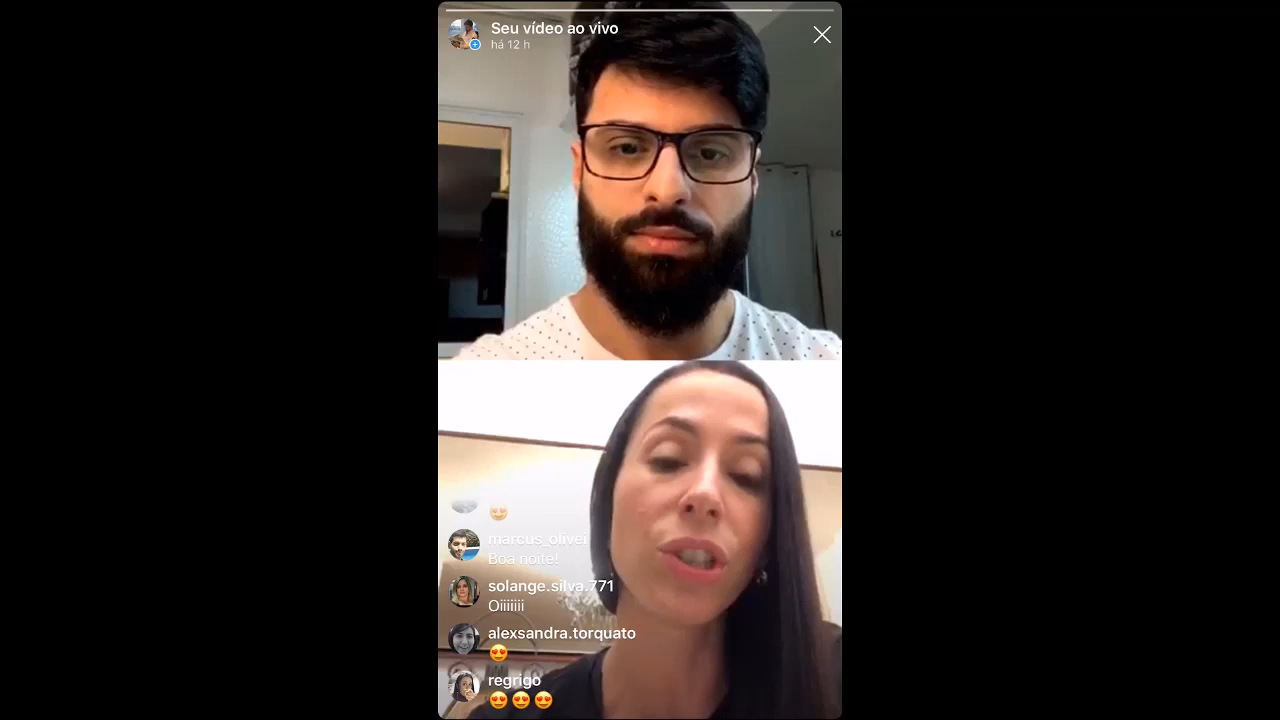 Seu vídeo ao vivo
há 12 h
😍
marcus_olivei
Boa noite!
solange.silva.771
Oiiiiiii
alexsandra.torquato
😍
regrigo
😍😍😍